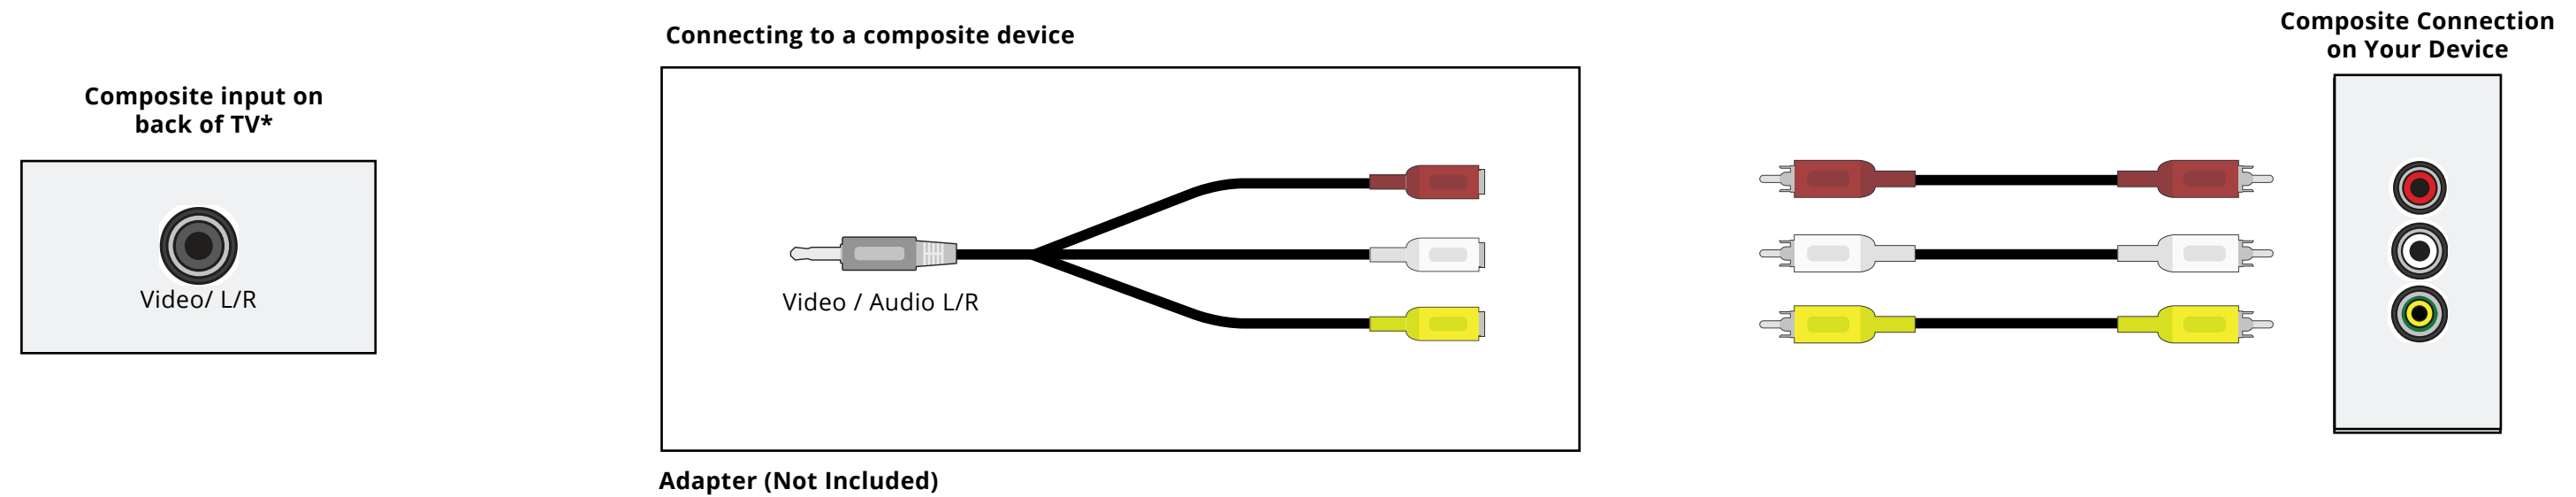 Composite input on
back of TV*
Video/ L/R
Connecting to a composite device
Video / Audio L/R
Adapter (Not Included)
Composite Connection
on Your Device